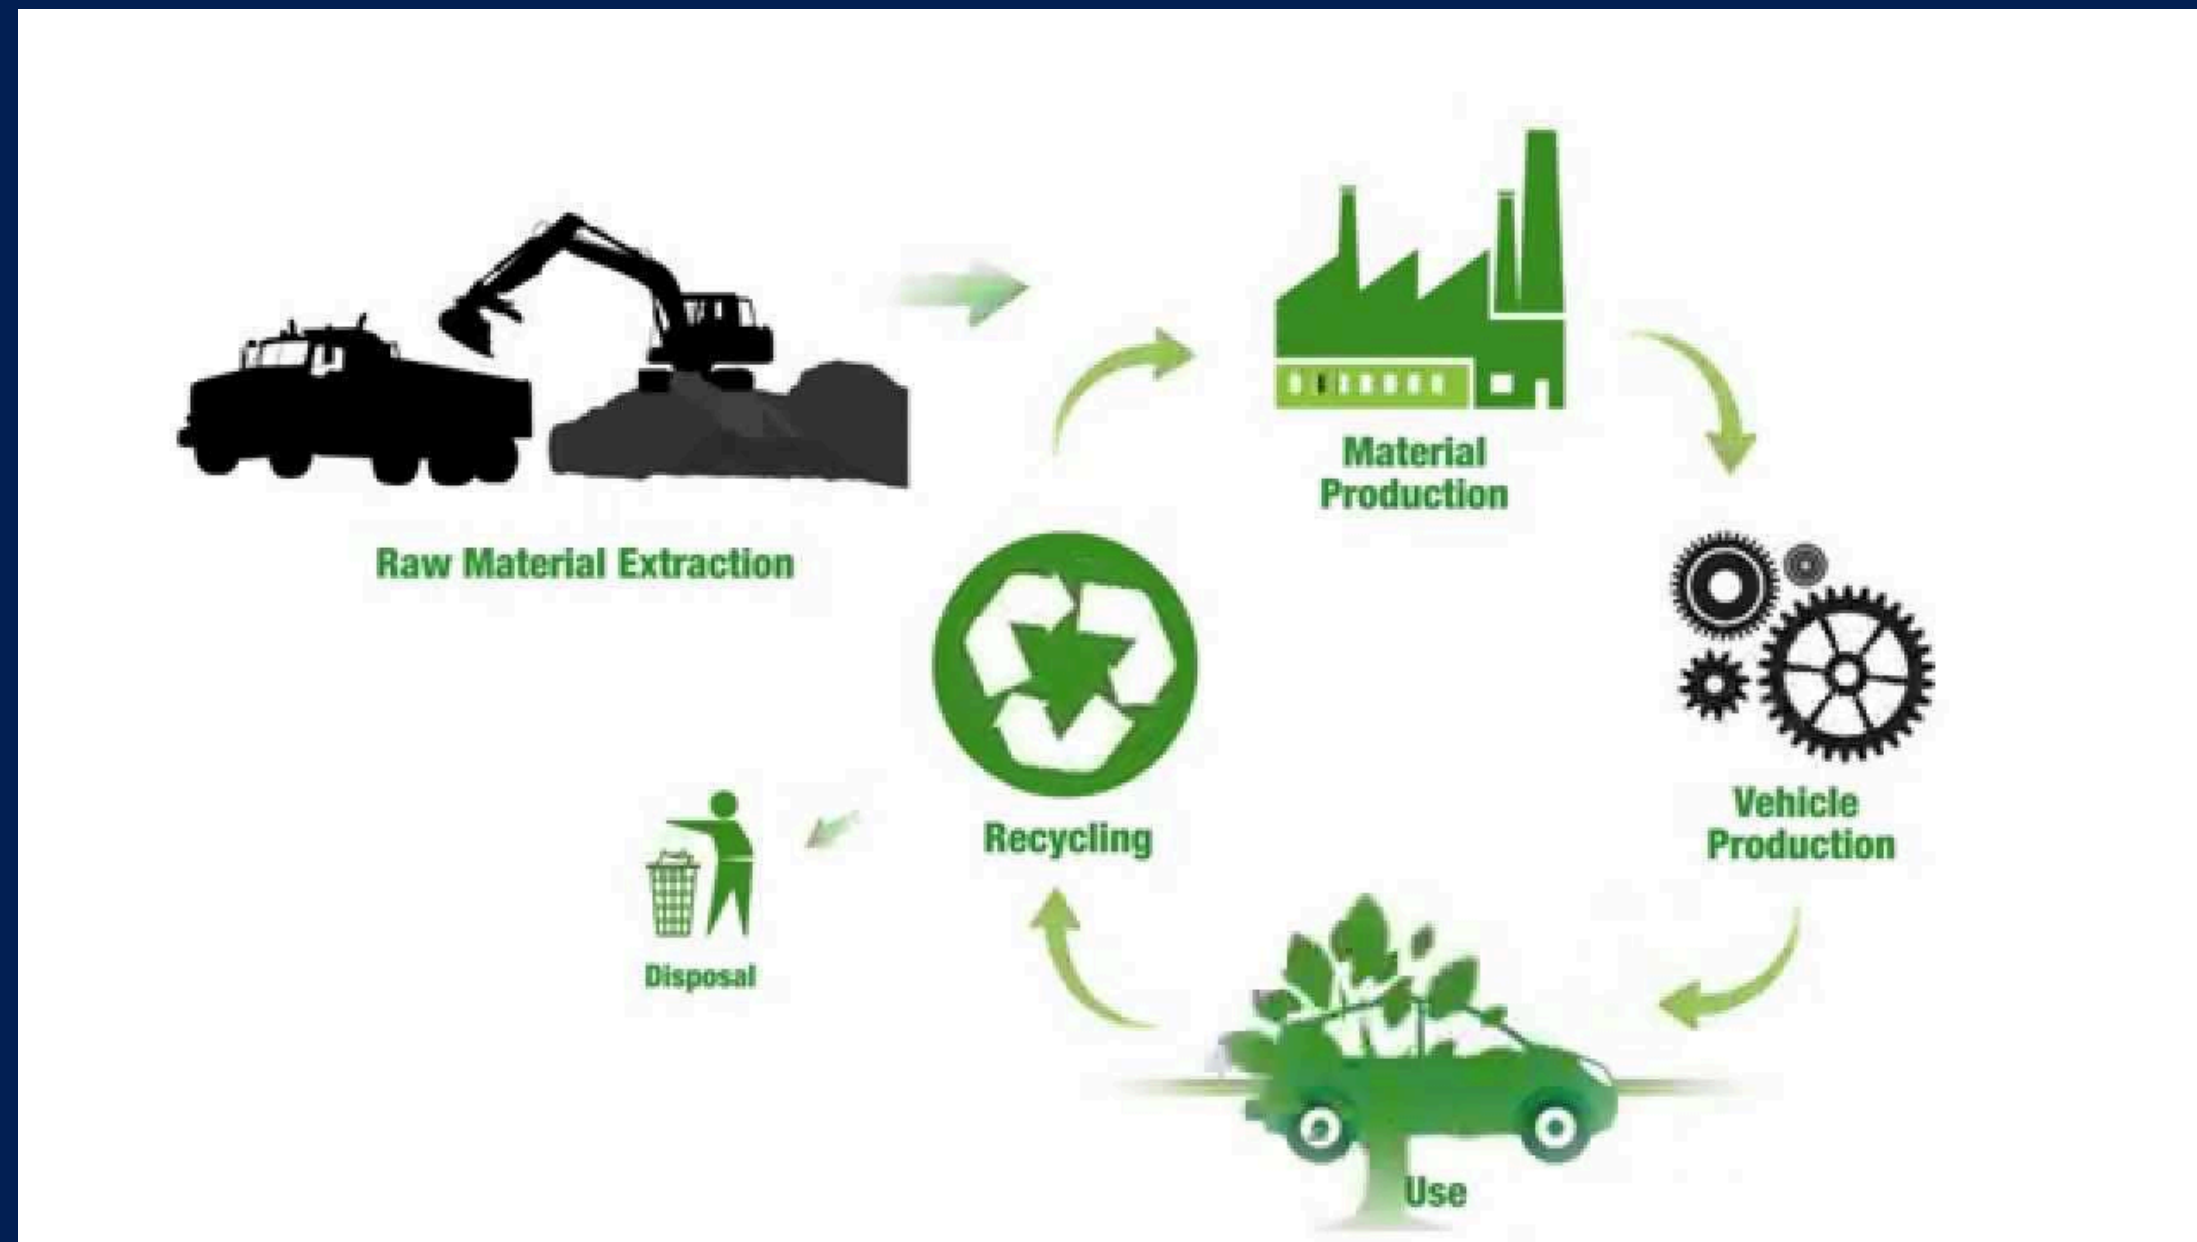 Raw Material Extraction
Material
Production
Vehicle
Production
Use
Recycling
Disposal